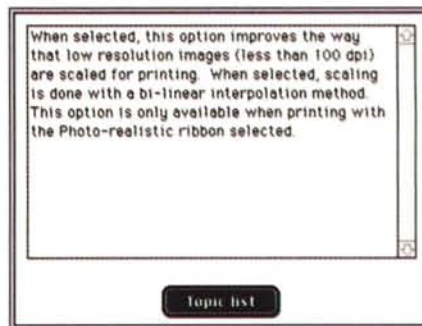 When selected, this option improves the way
that low resolution images (less than 100 dpi)
are scaled for printing. When selected, scaling
is done with a bi-linear interpolation method.
This option is only available when printing with
the Photo-realistic ribbon selected.
Topic list